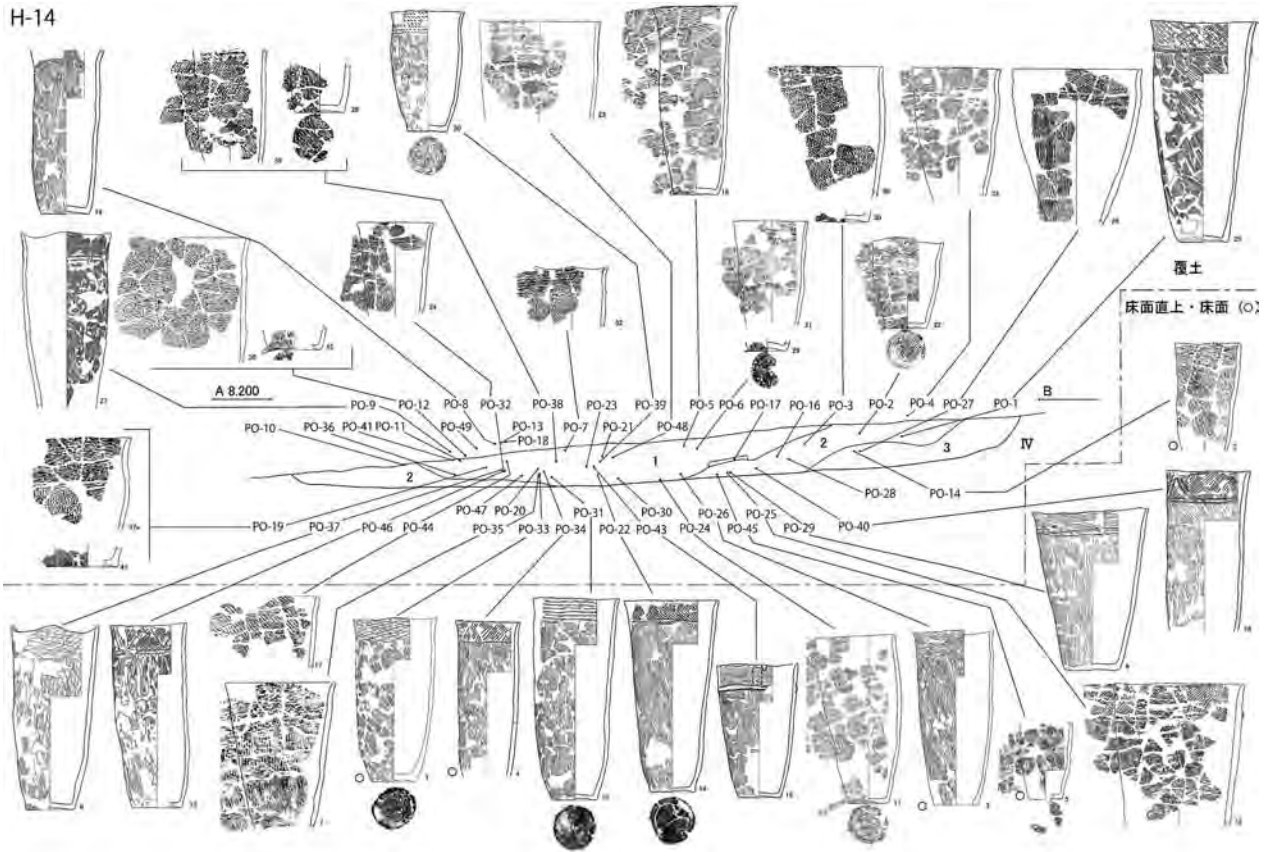 H-14
覆土
床面直上・床面（○）
A 8.200
B
PO-9 PO-12 PO-8 PO-32 PO-38 PO-23 PO-39 PO-5 PO-6 PO-17 PO-16 PO-3 PO-2 PO-4 PO-27 PO-1
PO-10 PO-36 PO-41 PO-11 PO-49 PO-13 PO-18 PO-7 PO-21 PO-48
2 1 2 3 IV
PO-19 PO-37 PO-46 PO-44 PO-47 PO-20 PO-35 PO-33 PO-34 PO-31 PO-22 PO-30 PO-43 PO-24 PO-26 PO-45 PO-25 PO-29 PO-40 PO-28 PO-14